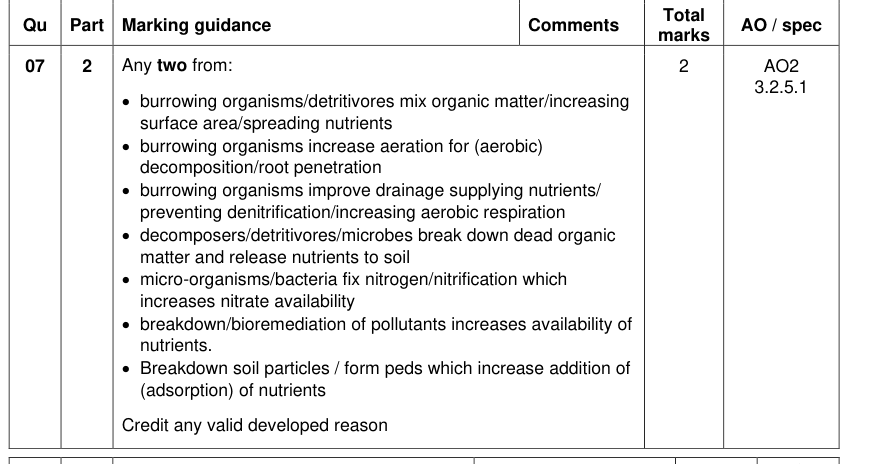 Qu Part Marking guidance Comments Total marks AO / spec
07 2 Any two from: 2 AO2
3.2.5.1
• burrowing organisms/detritivores mix organic matter/increasing
surface area/spreading nutrients
• burrowing organisms increase aeration for (aerobic)
decomposition/root penetration
• burrowing organisms improve drainage supplying nutrients/
preventing denitrification/increasing aerobic respiration
• decomposers/detritivores/microbes break down dead organic
matter and release nutrients to soil
• micro-organisms/bacteria fix nitrogen/nitrification which
increases nitrate availability
• breakdown/bioremediation of pollutants increases availability of
nutrients.
• Breakdown soil particles / form peds which increase addition of
(adsorption) of nutrients
Credit any valid developed reason